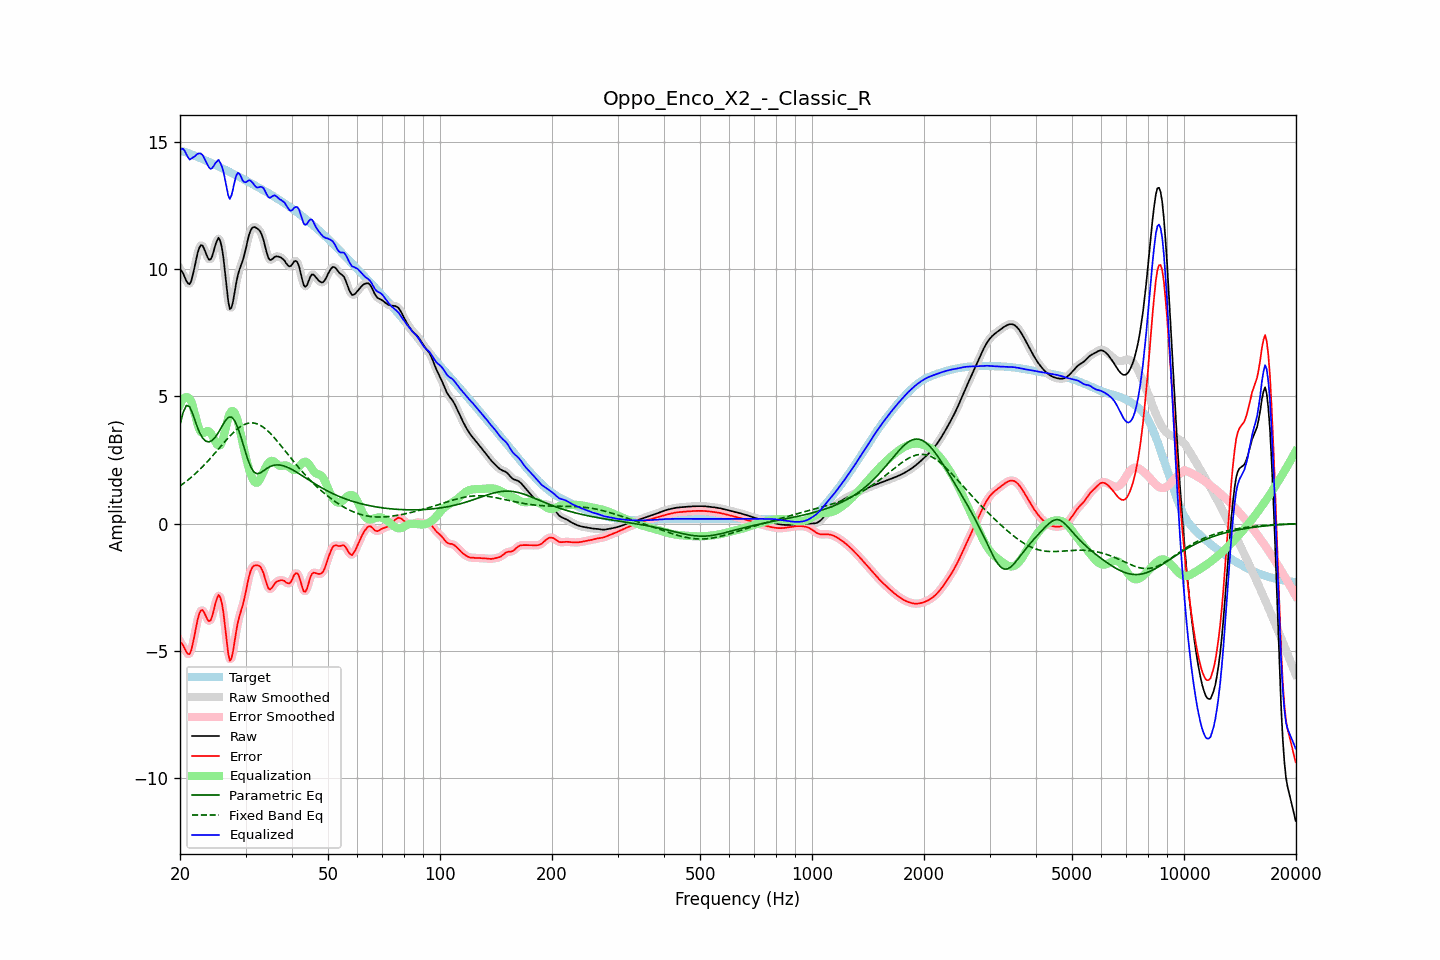 Oppo_Enco_X2_-_Classic_R
Amplitude (dBr)
15
10
5
0
−5
−10
Target
Raw Smoothed
Error Smoothed
Raw
Error
Equalization
Parametric Eq
Fixed Band Eq
Equalized
20 50 100 200 500 1000 2000 5000 10000 20000
Frequency (Hz)